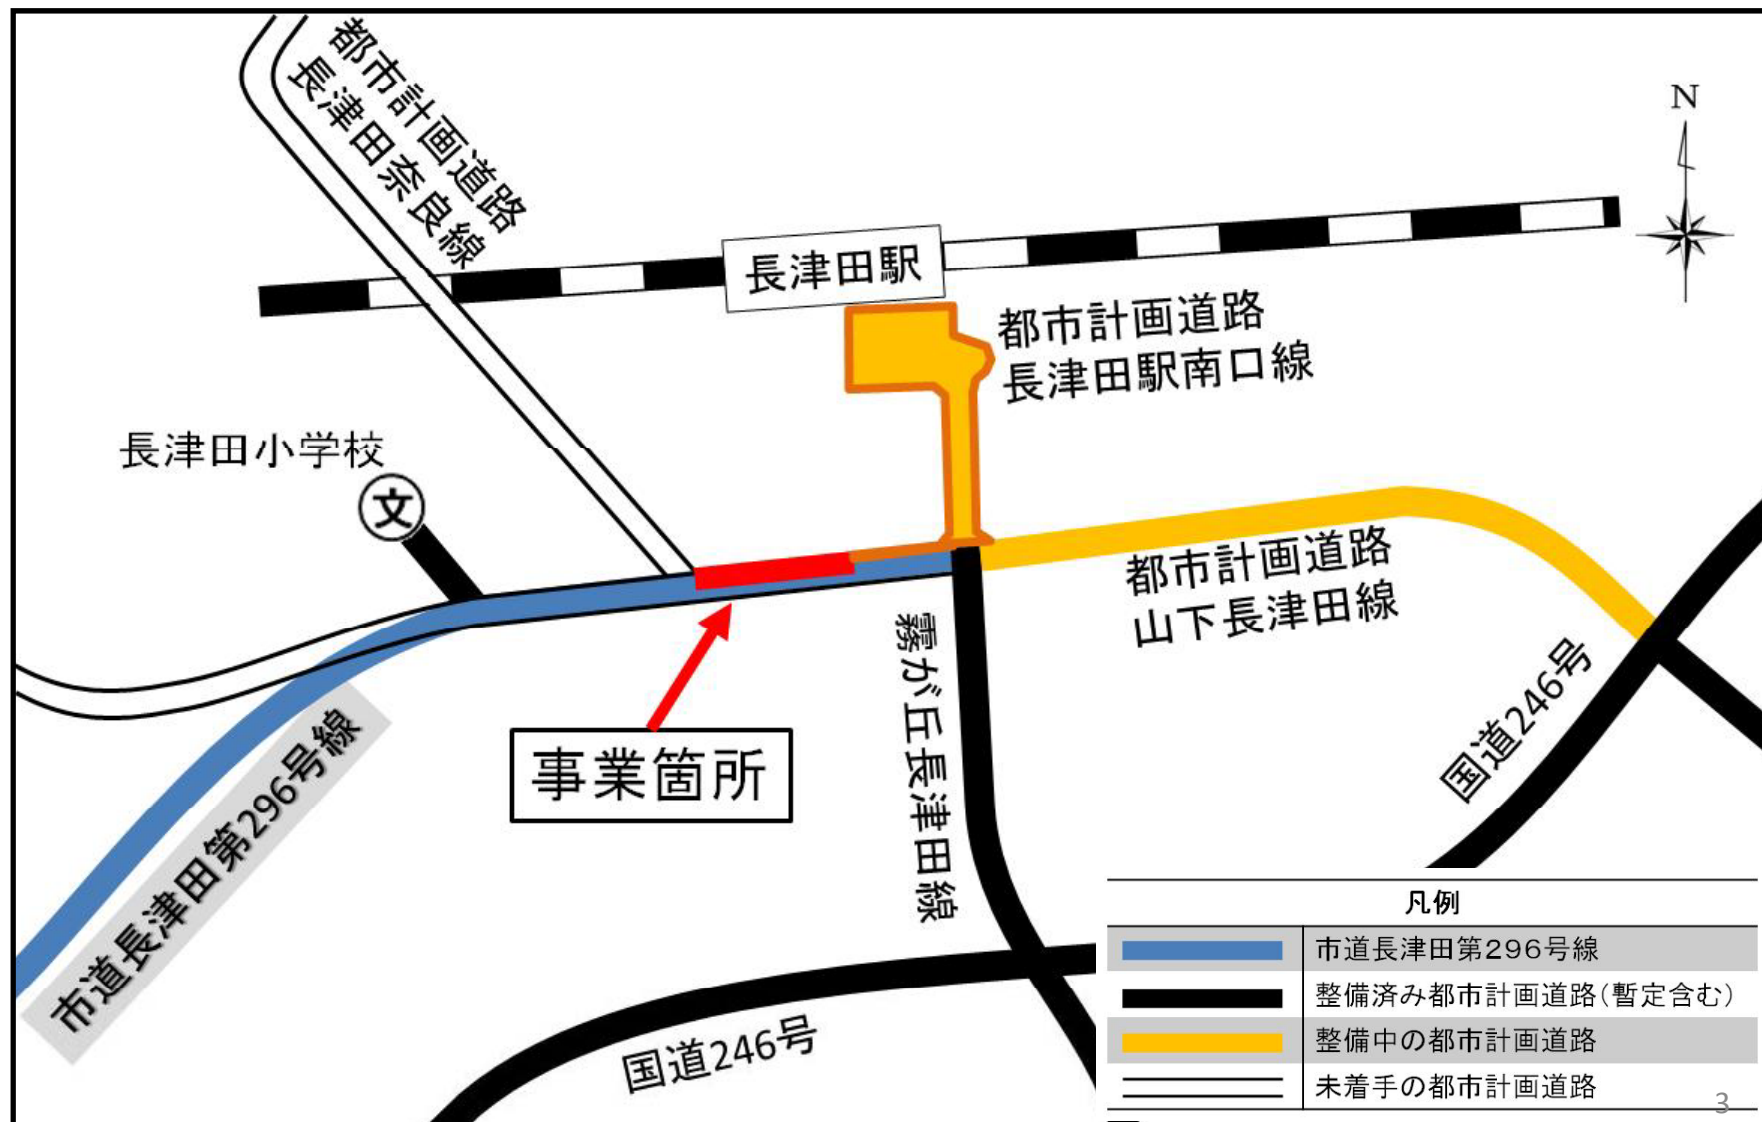 都市計画道路
長津田奈良線
N
長津田駅
都市計画道路
長津田駅南口線
長津田小学校
文
都市計画道路
山下長津田線
霧が丘長津田線
国道246号
事業箇所
市道長津田第296号線
国道246号
凡例
市道長津田第296号線
整備済み都市計画道路(暫定含む)
整備中の都市計画道路
未着手の都市計画道路
3